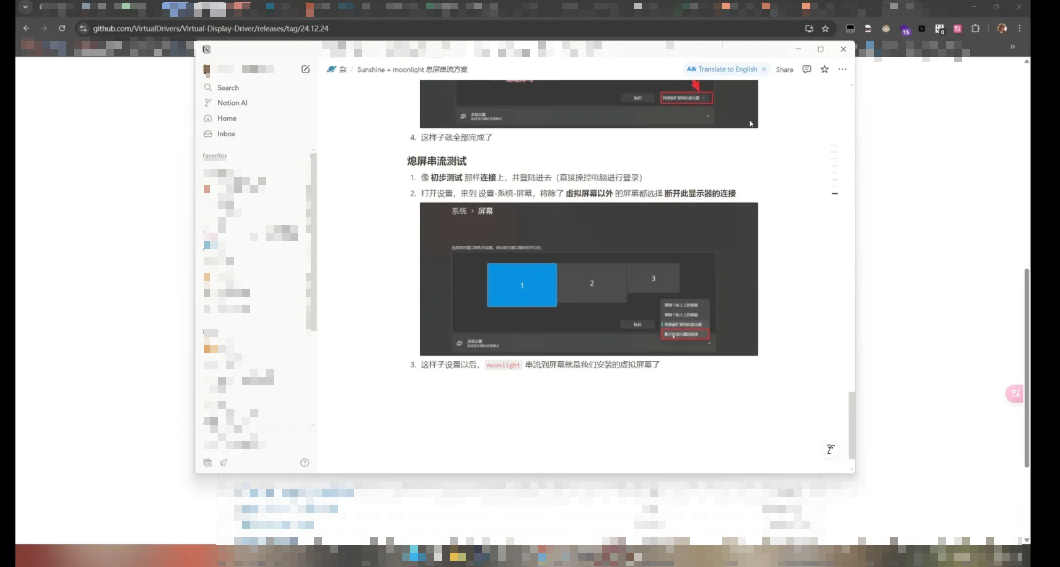 github.com/VirtualDrivers/Virtual-Display-Driver/releases/tag/24.12.24
Sunshine + moonlight 息屏串流方案
Translate to English
Share
Search
Notion AI
Home
Inbox
Favorites
4. 这样子就全部完成了
熄屏串流测试
1. 像 初步测试 那样连接上，并登陆进去（直接操控电脑进行登录）
2. 打开设置，来到 设置-系统-屏幕，将除了 虚拟屏幕以外 的屏幕都选择 断开此显示器的连接
系统 › 屏幕
1
2
3
3. 这样子设置以后， moonlight 串流到屏幕就是我们安装的虚拟屏幕了